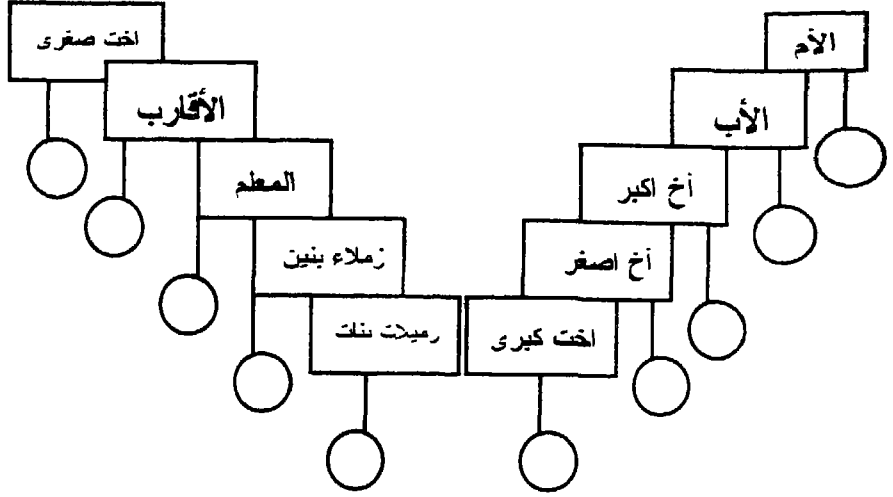 الأم
الأب
أخ اكبر
أخ اصغر
اخت كبرى
اخت صغرى
الأقارب
المعلم
زملاء بنين
زميلات بنات